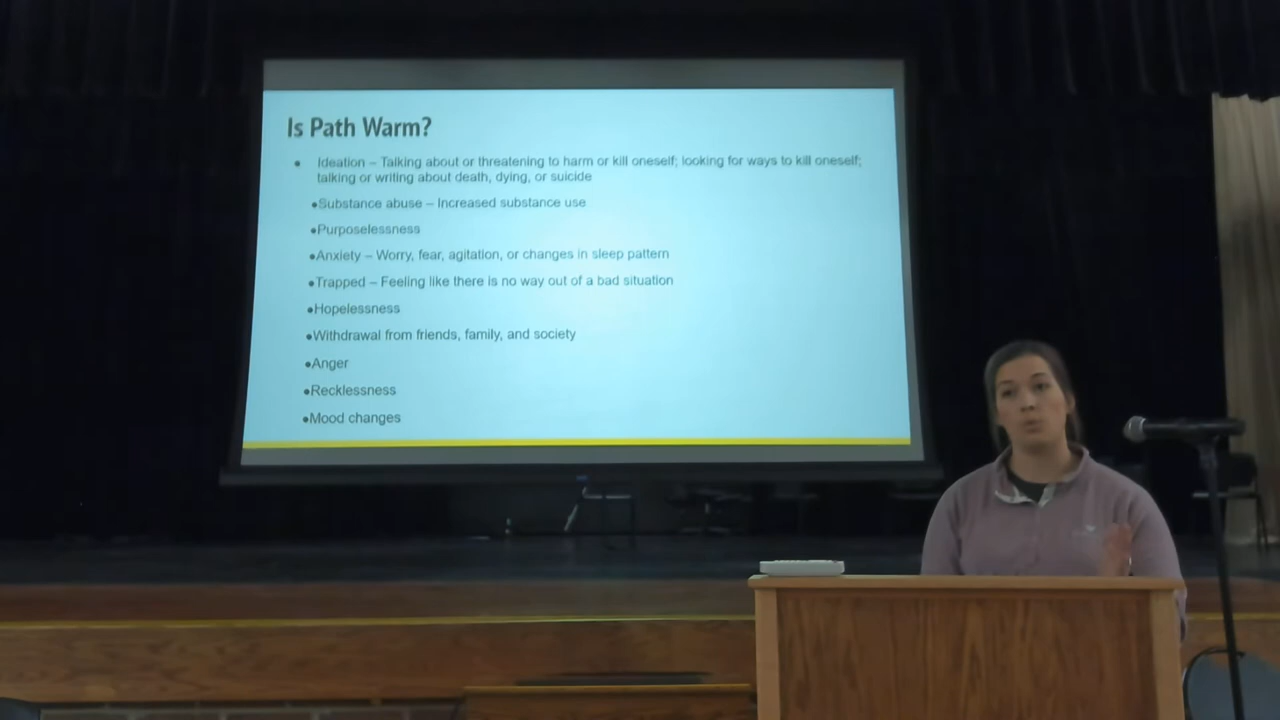 Is Path Warm?
• Ideation – Talking about or threatening to harm or kill oneself; looking for ways to kill oneself;
talking or writing about death, dying, or suicide
•Substance abuse – Increased substance use
•Purposelessness
•Anxiety – Worry, fear, agitation, or changes in sleep pattern
•Trapped – Feeling like there is no way out of a bad situation
•Hopelessness
•Withdrawal from friends, family, and society
•Anger
•Recklessness
•Mood changes